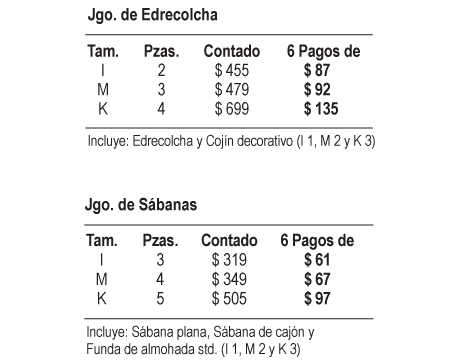 Jgo. de Edrecolcha
Tam. Pzas. Contado 6 Pagos de
I 2 $ 455 $ 87
M 3 $ 479 $ 92
K 4 $ 699 $ 135
Incluye: Edrecolcha y Cojín decorativo (I 1, M 2 y K 3)
Jgo. de Sábanas
Tam. Pzas. Contado 6 Pagos de
I 3 $ 319 $ 61
M 4 $ 349 $ 67
K 5 $ 505 $ 97
Incluye: Sábana plana, Sábana de cajón y
Funda de almohada std. (I 1, M 2 y K 3)